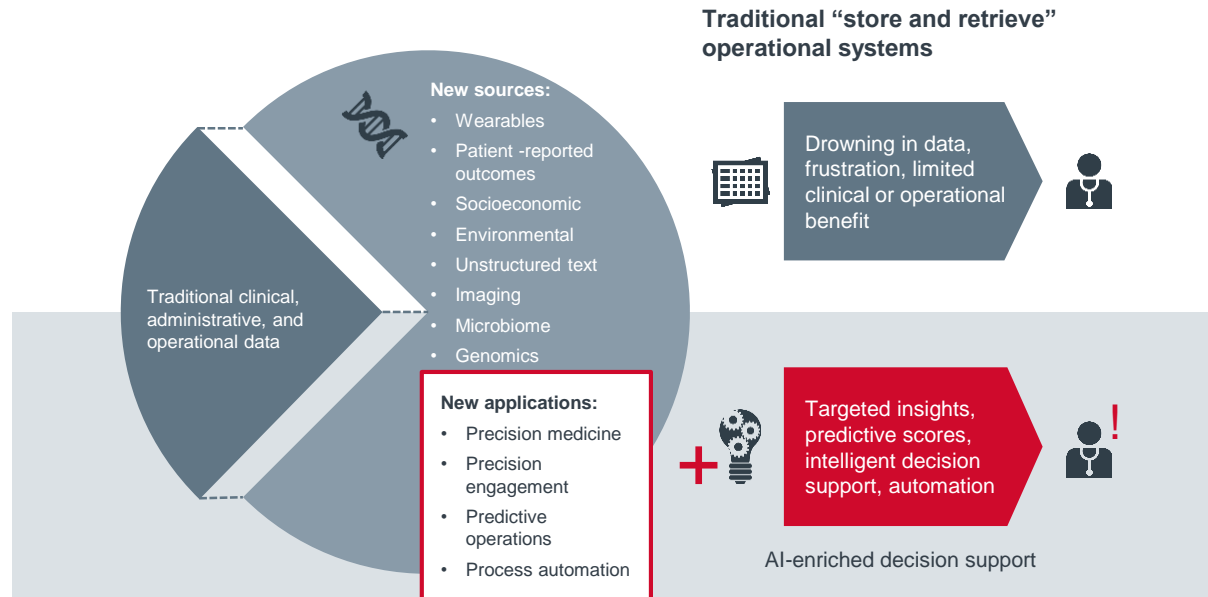 Traditional “store and retrieve”
operational systems
New sources:
• Wearables
• Patient -reported
outcomes
• Socioeconomic
• Environmental
• Unstructured text
• Imaging
• Microbiome
• Genomics
Traditional clinical,
administrative, and
operational data
Drowning in data,
frustration, limited
clinical or operational
benefit
New applications:
• Precision medicine
• Precision
engagement
• Predictive
operations
• Process automation
+
Targeted insights,
predictive scores,
intelligent decision
support, automation
!
AI-enriched decision support